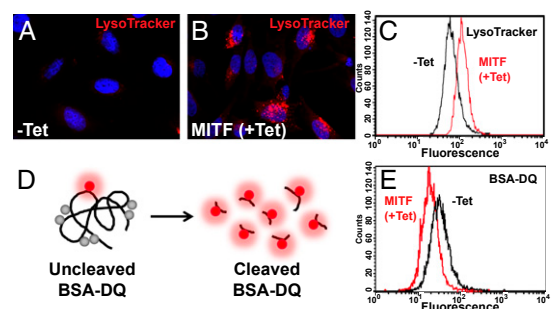 A
LysoTracker
-Tet
B
LysoTracker
MITF (+Tet)
C
Counts
0 20 40 60 80 100 120 140
LysoTracker
-Tet
MITF
(+Tet)
10⁰ 10¹ 10² 10³ 10⁴
Fluorescence
D
Uncleaved
BSA-DQ
Cleaved
BSA-DQ
E
Counts
0 20 40 60 80 100 120 140
BSA-DQ
MITF
(+Tet)
-Tet
10⁰ 10¹ 10² 10³ 10⁴
Fluorescence